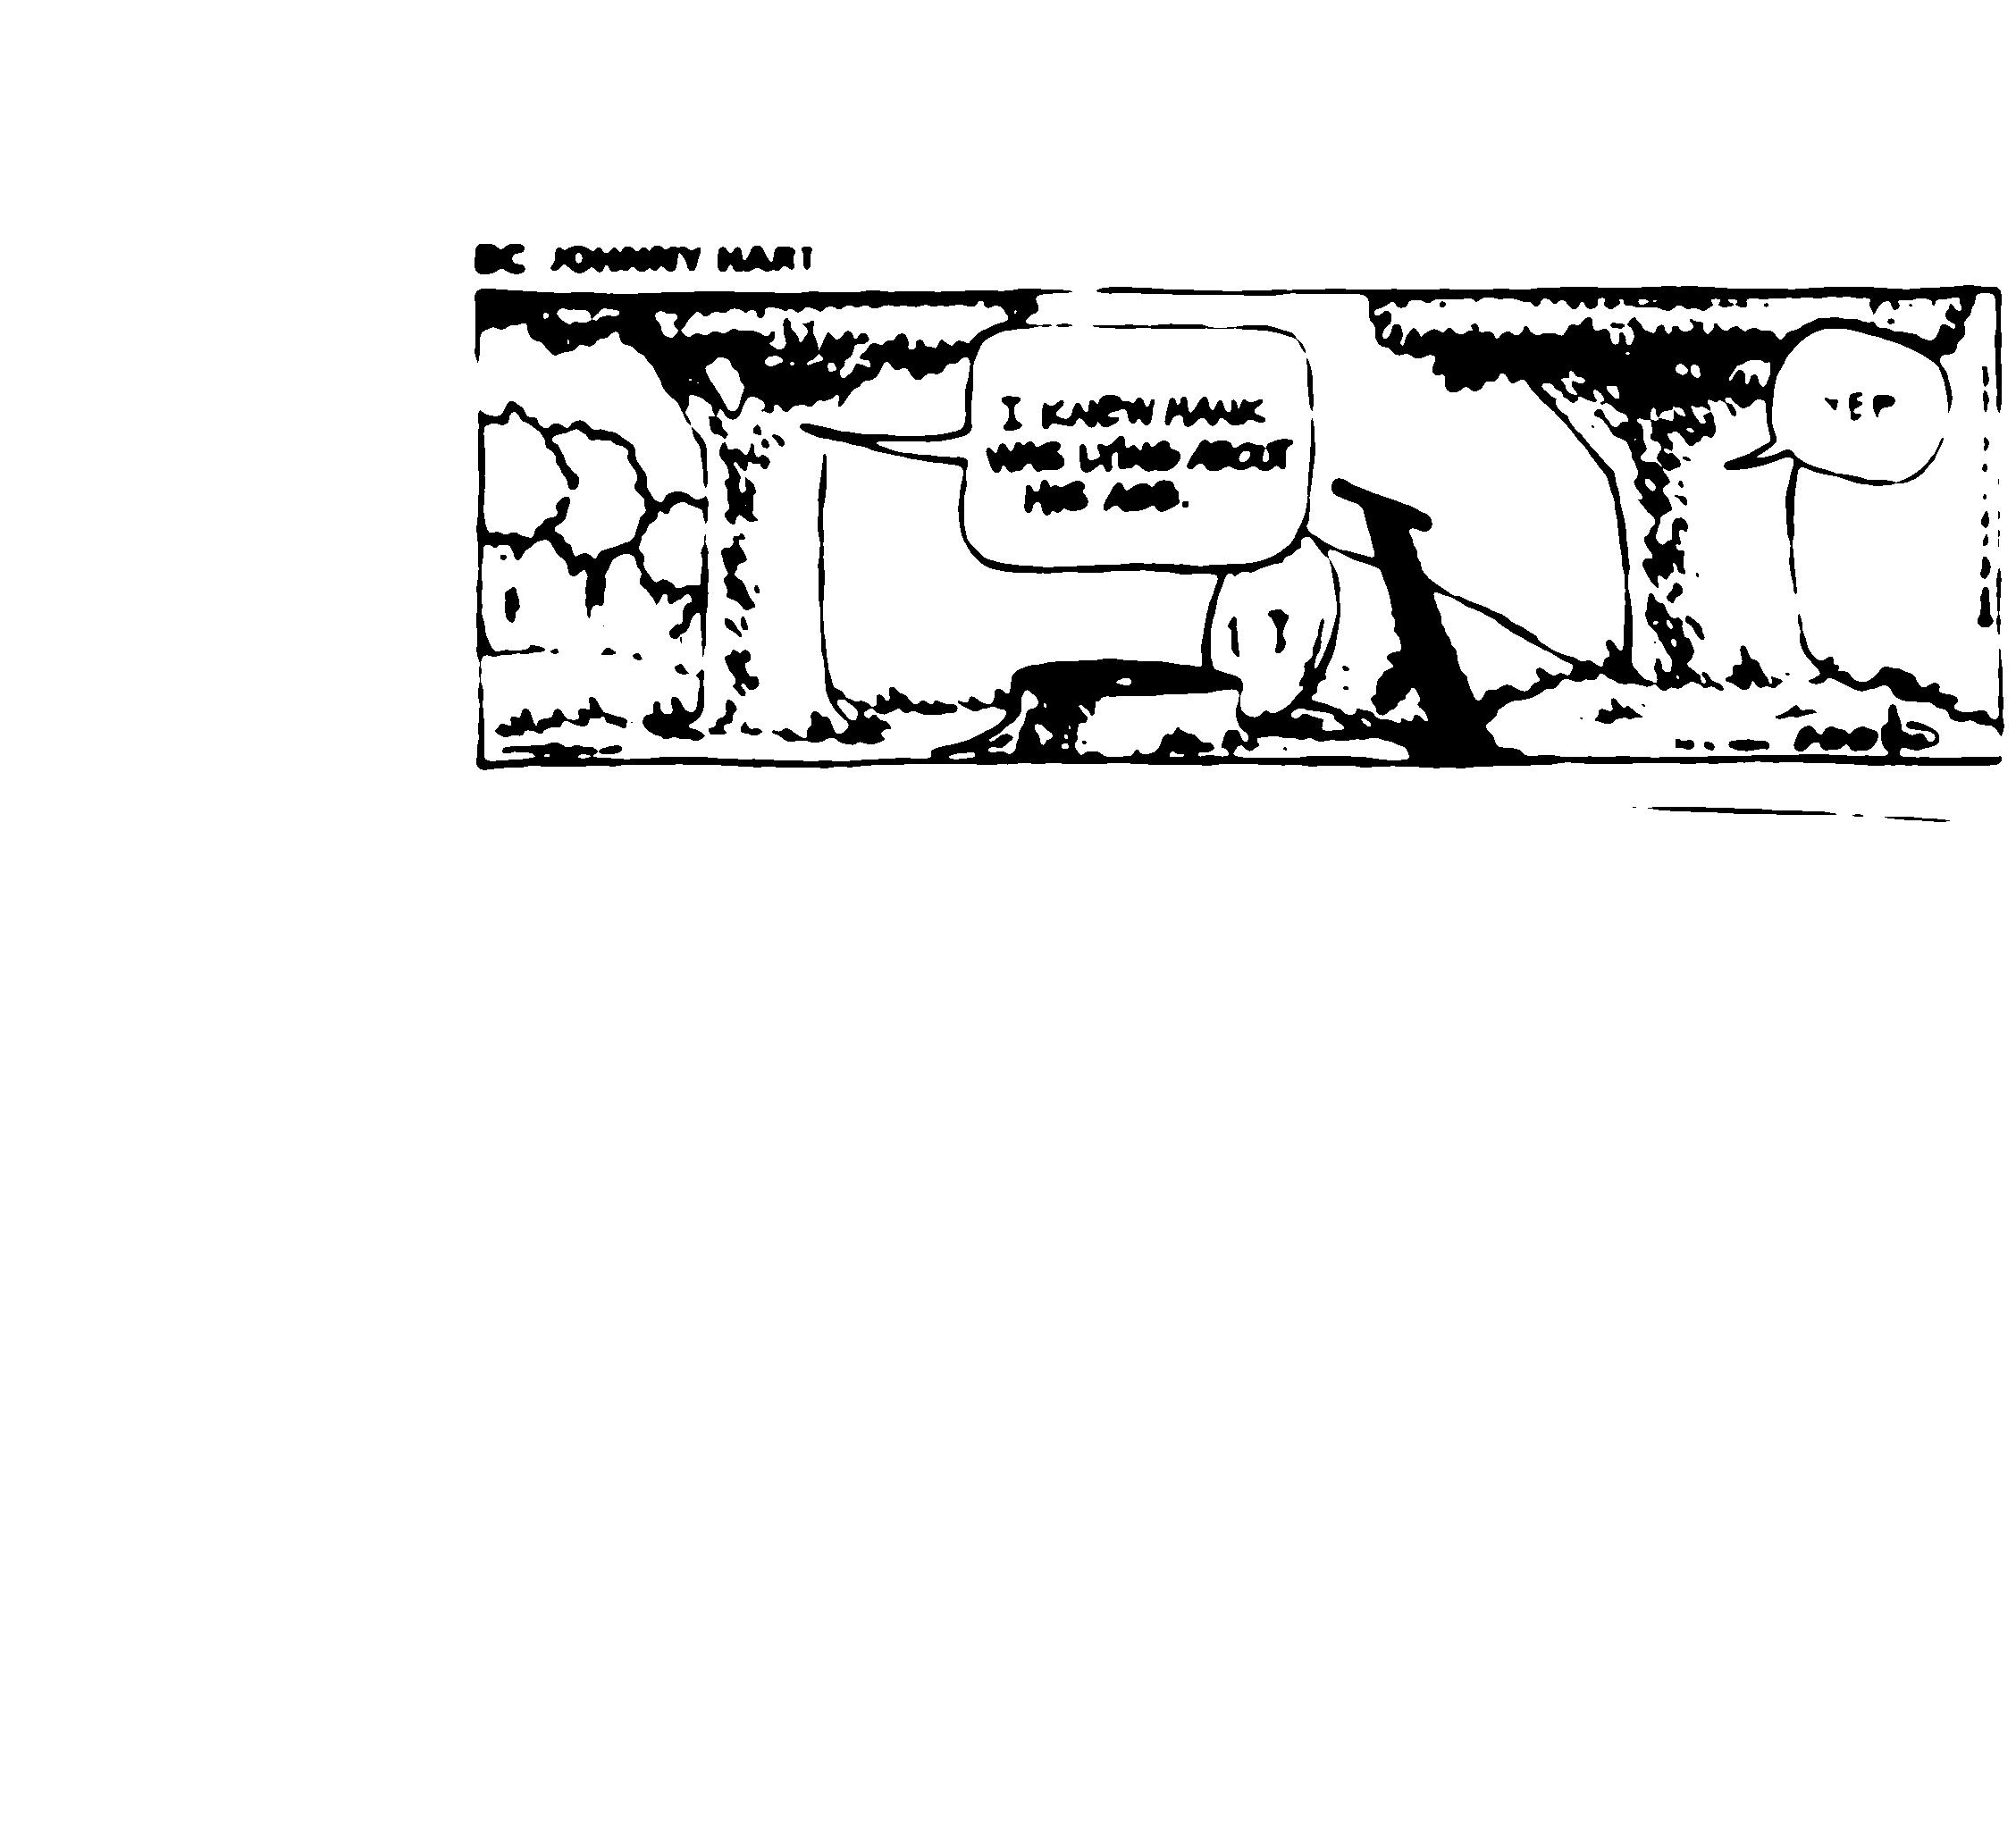 BC JOHNNY HART
I KNEW HANK
WAS LYING ABOUT
HIS AGE.
YEP